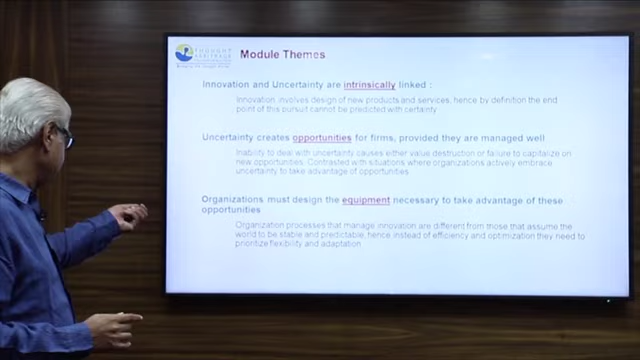 THOUGHT
ARBITRAGE
Module Themes
Innovation and Uncertainty are intrinsically linked :
Innovation, involves design of new products and services, hence by definition the end
point of this pursuit cannot be predicted with certainty
Uncertainty creates opportunities for firms, provided they are managed well
Inability to deal with uncertainty causes either value destruction or failure to capitalize on
new opportunities. Contrasted with situations where organizations actively embrace
uncertainty to take advantage of opportunities.
Organizations must design the equipment necessary to take advantage of these
opportunities
Organization processes that manage innovation are different from those that assume the
world to be stable and predictable, hence, instead of efficiency and optimization they need to
prioritize flexibility and adaptation